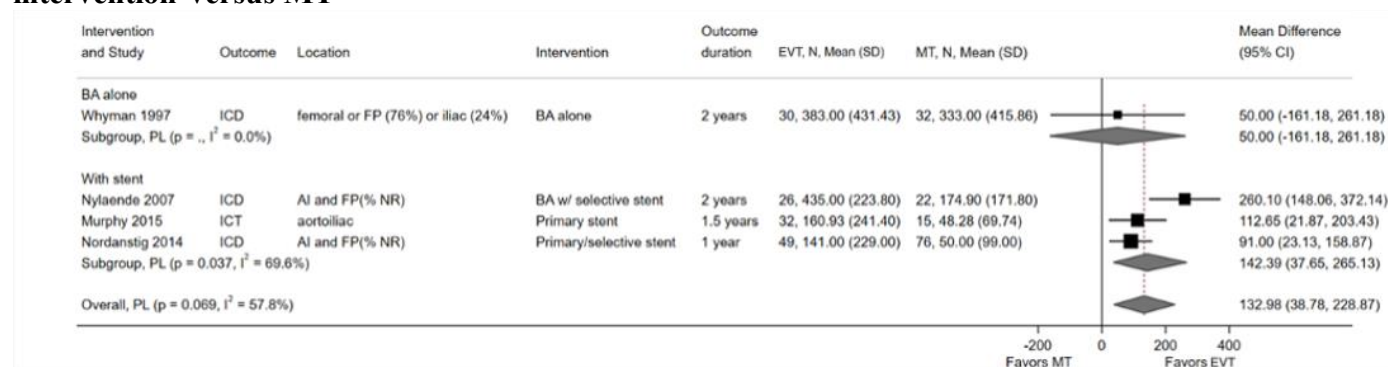 intervention versus MT
Intervention and Study Outcome Location Intervention Outcome duration EVT, N, Mean (SD) MT, N, Mean (SD) Mean Difference (95% CI)
BA alone
Whyman 1997 ICD femoral or FP (76%) or iliac (24%) BA alone 2 years 30, 383.00 (431.43) 32, 333.00 (415.86) 50.00 (-161.18, 261.18)
Subgroup, PL (p = ., I² = 0.0%) 50.00 (-161.18, 261.18)
With stent
Nylaende 2007 ICD AI and FP(% NR) BA w/ selective stent 2 years 26, 435.00 (223.80) 22, 174.90 (171.80) 260.10 (148.06, 372.14)
Murphy 2015 ICT aortoiliac Primary stent 1.5 years 32, 160.93 (241.40) 15, 48.28 (69.74) 112.65 (21.87, 203.43)
Nordanstig 2014 ICD AI and FP(% NR) Primary/selective stent 1 year 49, 141.00 (229.00) 76, 50.00 (99.00) 91.00 (23.13, 158.87)
Subgroup, PL (p = 0.037, I² = 69.6%) 142.39 (37.65, 265.13)
Overall, PL (p = 0.069, I² = 57.8%) 132.98 (38.78, 228.87)
-200 0 200 400
Favors MT Favors EVT